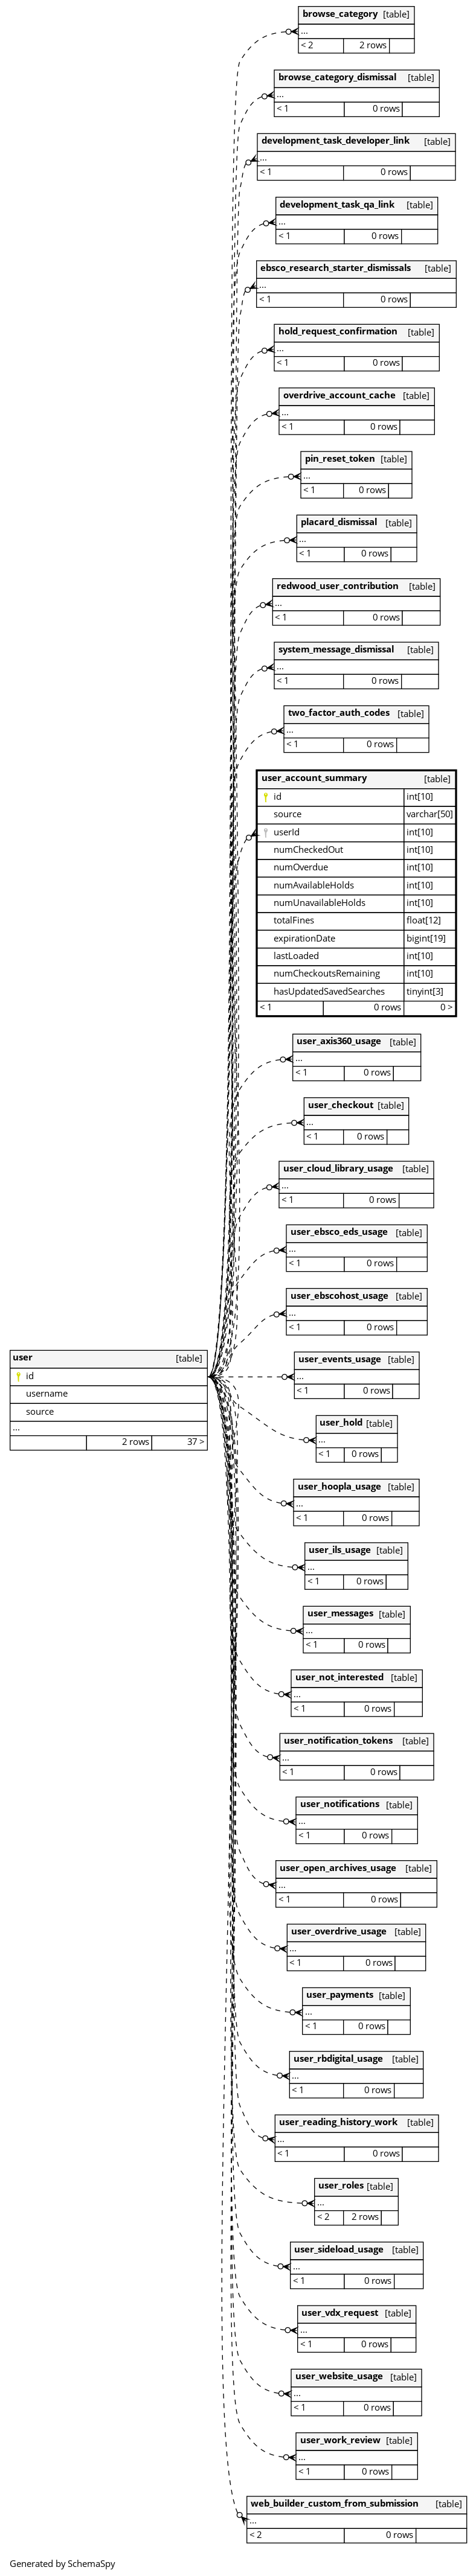 browse_category [table]
...
< 2 2 rows
browse_category_dismissal [table]
...
< 1 0 rows
development_task_developer_link [table]
...
< 1 0 rows
development_task_qa_link [table]
...
< 1 0 rows
ebsco_research_starter_dismissals [table]
...
< 1 0 rows
hold_request_confirmation [table]
...
< 1 0 rows
overdrive_account_cache [table]
...
< 1 0 rows
pin_reset_token [table]
...
< 1 0 rows
placard_dismissal [table]
...
< 1 0 rows
redwood_user_contribution [table]
...
< 1 0 rows
system_message_dismissal [table]
...
< 1 0 rows
two_factor_auth_codes [table]
...
< 1 0 rows
user_account_summary [table]
id int[10]
source varchar[50]
userId int[10]
numCheckedOut int[10]
numOverdue int[10]
numAvailableHolds int[10]
numUnavailableHolds int[10]
totalFines float[12]
expirationDate bigint[19]
lastLoaded int[10]
numCheckoutsRemaining int[10]
hasUpdatedSavedSearches tinyint[3]
< 1 0 rows 0 >
user_axis360_usage [table]
...
< 1 0 rows
user_checkout [table]
...
< 1 0 rows
user_cloud_library_usage [table]
...
< 1 0 rows
user_ebsco_eds_usage [table]
...
< 1 0 rows
user_ebscohost_usage [table]
...
< 1 0 rows
user [table]
id
username
source
...
2 rows 37 >
user_events_usage [table]
...
< 1 0 rows
user_hold [table]
...
< 1 0 rows
user_hoopla_usage [table]
...
< 1 0 rows
user_ils_usage [table]
...
< 1 0 rows
user_messages [table]
...
< 1 0 rows
user_not_interested [table]
...
< 1 0 rows
user_notification_tokens [table]
...
< 1 0 rows
user_notifications [table]
...
< 1 0 rows
user_open_archives_usage [table]
...
< 1 0 rows
user_overdrive_usage [table]
...
< 1 0 rows
user_payments [table]
...
< 1 0 rows
user_rbdigital_usage [table]
...
< 1 0 rows
user_reading_history_work [table]
...
< 1 0 rows
user_roles [table]
...
< 2 2 rows
user_sideload_usage [table]
...
< 1 0 rows
user_vdx_request [table]
...
< 1 0 rows
user_website_usage [table]
...
< 1 0 rows
user_work_review [table]
...
< 1 0 rows
web_builder_custom_from_submission [table]
...
< 2 0 rows
Generated by SchemaSpy